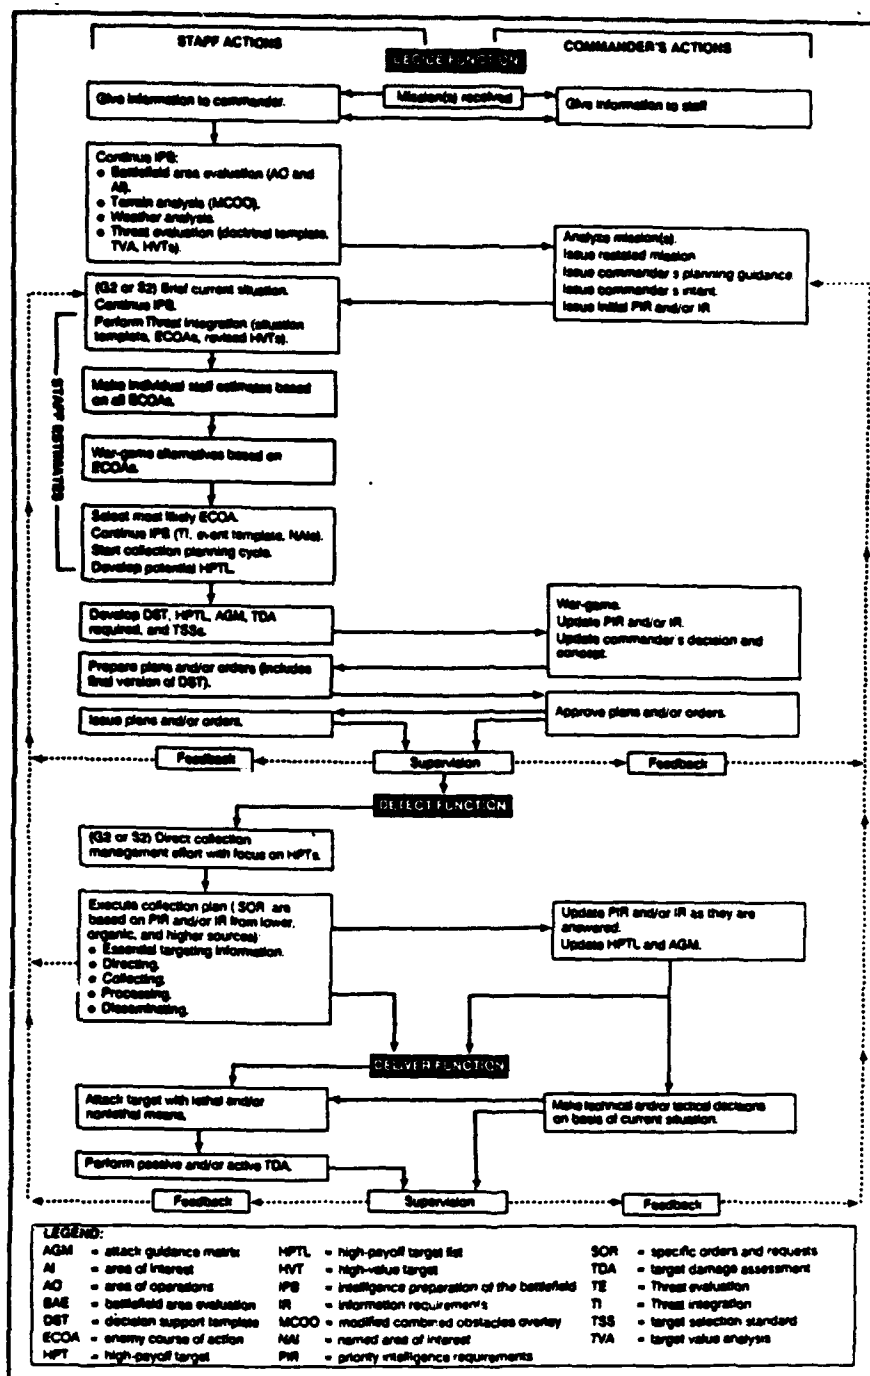 STAFF ACTIONS
COMMANDER'S ACTIONS
DECIDE FUNCTION
Give information to commander.
Mission(s) received
Give information to staff
Continue IPB:
• Battlefield area evaluation (AO and
AI).
• Terrain analysis (MCOO).
• Weather analysis.
• Threat evaluation (doctrinal template,
TVA, HVTs).
Analyze mission(s).
Issue restated mission
Issue commander's planning guidance.
Issue commander's intent.
Issue initial PIR and/or IR
(G2 or S2) Brief current situation.
Continue IPB.
Perform Threat integration (situation
template, ECOAs, revised HVTs).
STAFF ESTIMATES
Make individual staff estimates based
on all ECOAs.
War-game alternatives based on
ECOAs.
Select most likely ECOA.
Continue IPB (TI, event template, NAIs).
Start collection planning cycle.
Develop potential HPTL.
Develop DST, HPTL, AGM, TDA
required, and TSSs.
War-game.
Update PIR and/or IR.
Update commander's decision and
concept.
Prepare plans and/or orders (includes
final version of DST).
Approve plans and/or orders.
Issue plans and/or orders.
Feedback
Supervision
Feedback
DETECT FUNCTION
(G2 or S2) Direct collection
management effort with focus on HPTs.
Execute collection plan (SOR are
based on PIR and/or IR from lower,
organic, and higher sources)
• Essential targeting information.
• Directing.
• Collecting.
• Processing.
• Disseminating.
Update PIR and/or IR as they are
answered.
Update HPTL and AGM.
DELIVER FUNCTION
Attack target with lethal and/or
nonlethal means.
Make technical and/or tactical decisions
on basis of current situation.
Perform passive and/or active TDA.
Feedback
Supervision
Feedback
LEGEND:
AGM = attack guidance matrix
AI = area of interest
AO = area of operations
BAE = battlefield area evaluation
DST = decision support template
ECOA = enemy course of action
HPT = high-payoff target
HPTL = high-payoff target list
HVT = high-value target
IPB = intelligence preparation of the battlefield
IR = information requirements
MCOO = modified combined obstacles overlay
NAI = named area of interest
PIR = priority intelligence requirements
SOR = specific orders and requests
TDA = target damage assessment
TE = Threat evaluation
TI = Threat integration
TSS = target selection standard
TVA = target value analysis